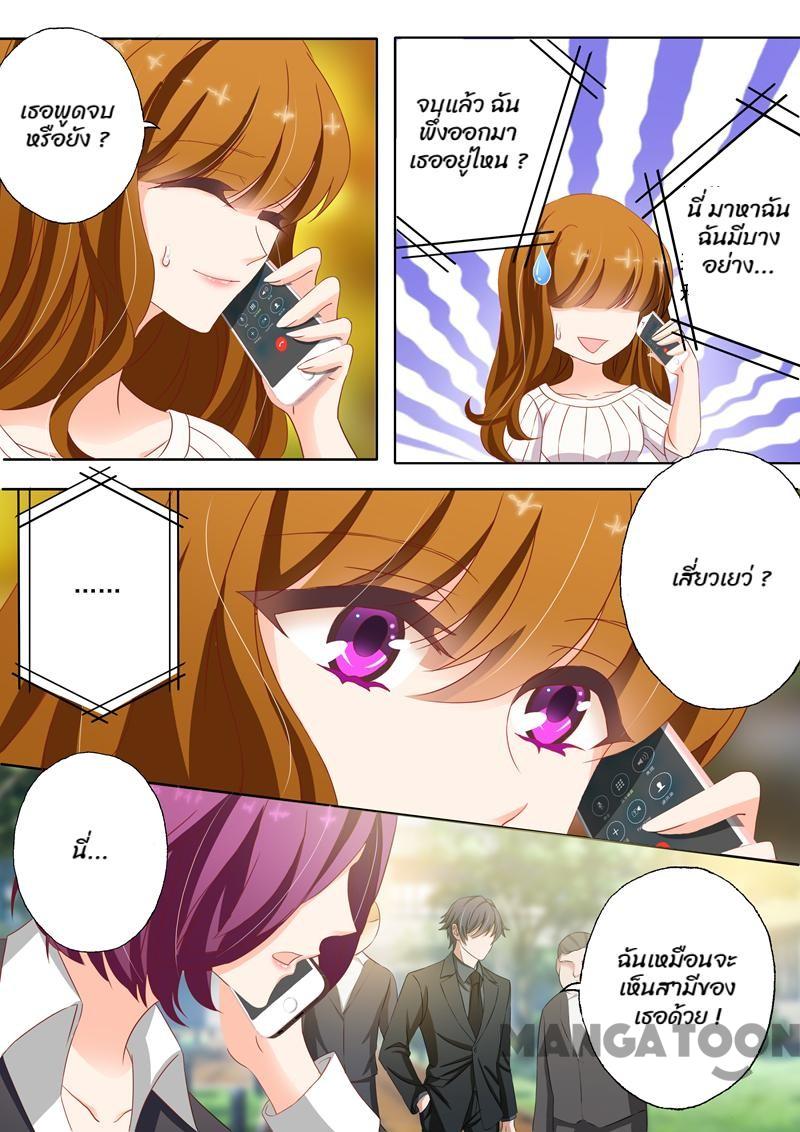 เธอพูดจบ
หรือยัง ?
จบแล้ว ฉัน
พึ่งออกมา
เธออยู่ไหน ?
นี่ มาหาฉัน
ฉันมีบาง
อย่าง...
......
เสี่ยวเยว่ ?
นี่...
ฉันเหมือนจะ
เห็นสามีของ
เธอด้วย !
MANGATOON